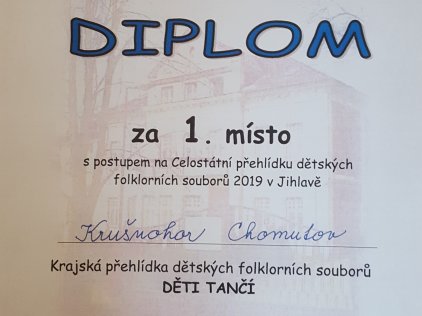 DIPLOM
za 1. místo
s postupem na Celostátní přehlídku dětských
folklorních souborů 2019 v Jihlavě
Krušnohor Chomutov
Krajská přehlídka dětských folklorních souborů
DĚTI TANČÍ